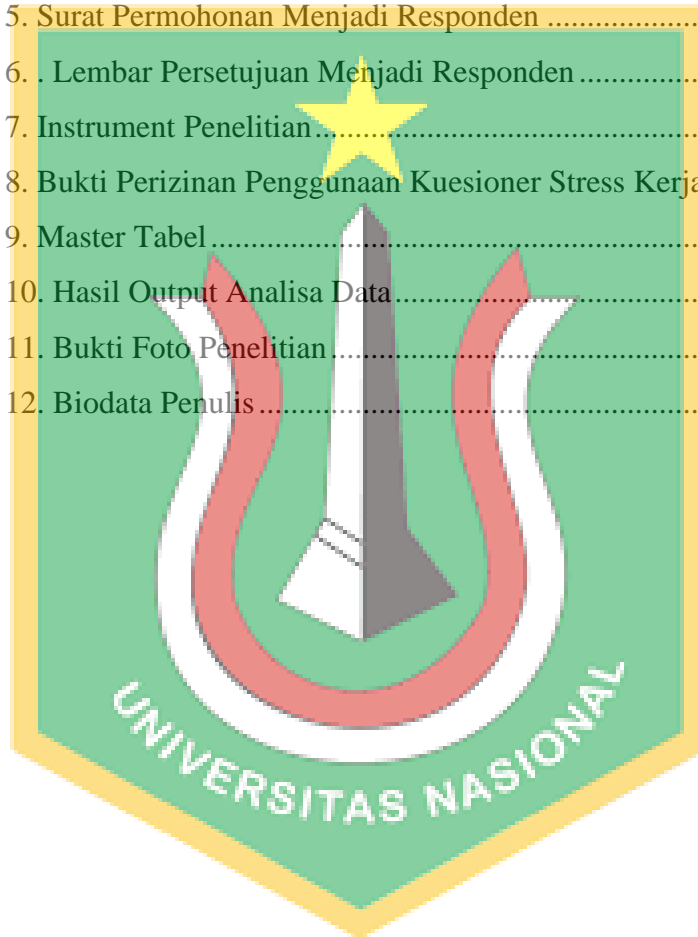 5. Surat Permohonan Menjadi Responden ....................
6. . Lembar Persetujuan Menjadi Responden ................
7. Instrument Penelitian .....................................................
8. Bukti Perizinan Penggunaan Kuesioner Stress Kerja
9. Master Tabel ...................................................................
10. Hasil Output Analisa Data ..........................................
11. Bukti Foto Penelitian ..................................................
12. Biodata Penulis ............................................................
UNIVERSITAS NASIONAL